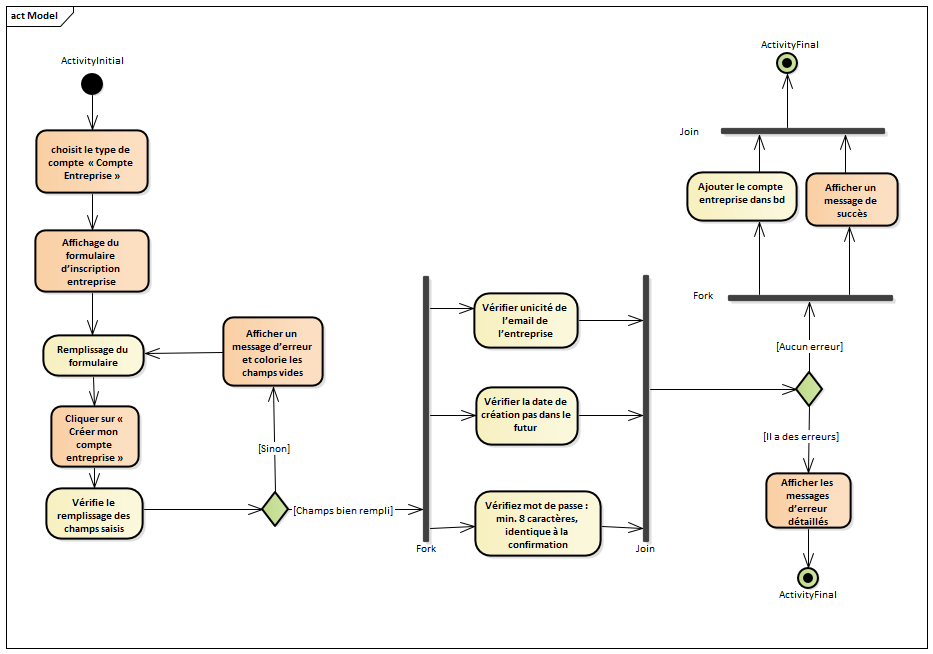 act Model
ActivityInitial
choisit le type de
compte « Compte
Entreprise »
Affichage du
formulaire
d'inscription
entreprise
Remplissage du
formulaire
Cliquer sur «
Créer mon
compte
entreprise »
Vérifie le
remplissage des
champs saisis
Afficher un
message d'erreur
et colorie les
champs vides
[Sinon]
[Champs bien rempli]
Fork
Vérifier unicité de
l'email de
l'entreprise
Vérifier la date de
création pas dans le
futur
Vérifiez mot de passe :
min. 8 caractères,
identique à la
confirmation
Join
ActivityFinal
Join
Ajouter le compte
entreprise dans bd
Afficher un
message de
succès
Fork
[Aucun erreur]
[Il a des erreurs]
Afficher les
messages
d'erreur
détaillés
ActivityFinal